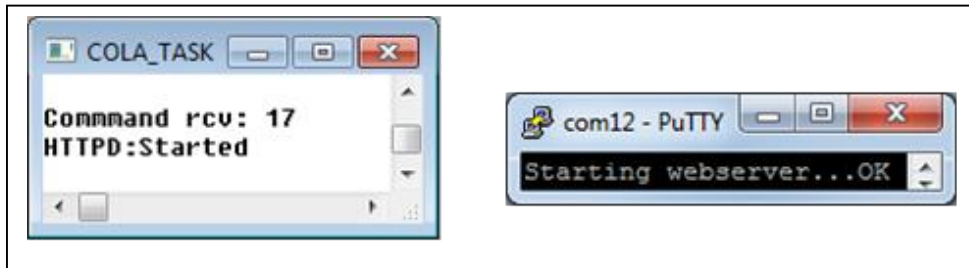 COLA_TASK
Commmand rcv: 17
HTTPD:Started
com12 - PuTTY
Starting webserver...OK